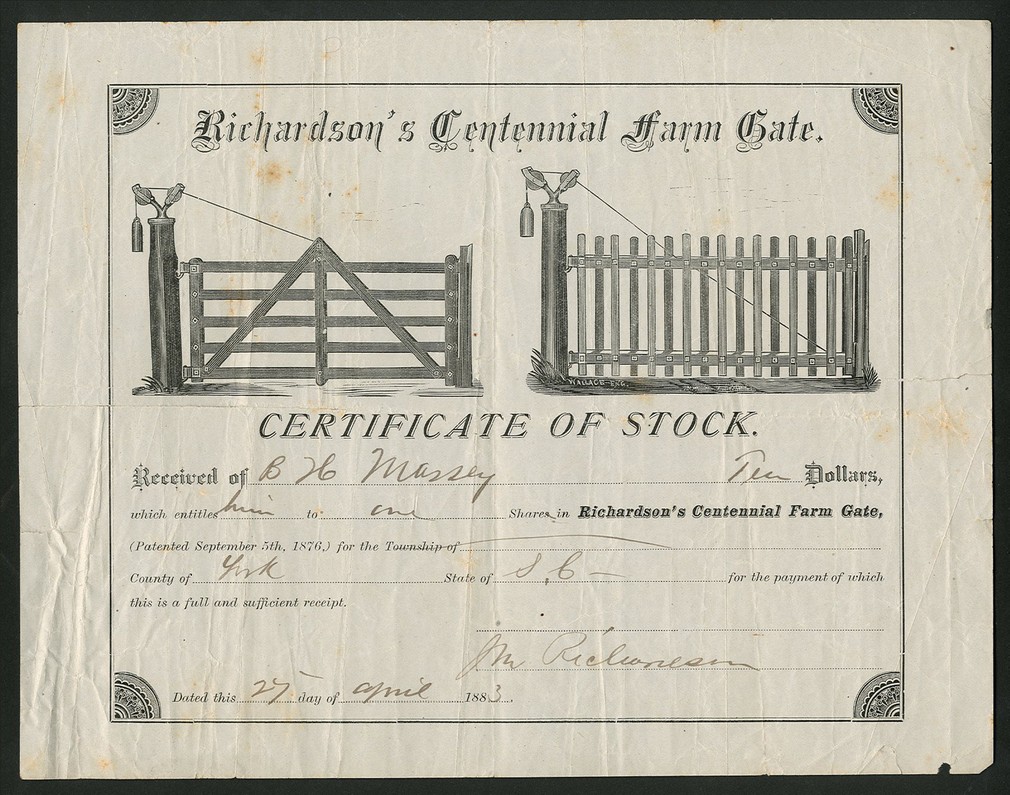 Richardson's Centennial Farm Gate.
WALLACE-ENG.
CERTIFICATE OF STOCK.
Received of B H Massey Ten Dollars,
which entitles him to one Shares in Richardson's Centennial Farm Gate,
(Patented September 5th, 1876,) for the Township of
County of York State of S, C— for the payment of which
this is a full and sufficient receipt.
Jm Richardson
Dated this 27 day of april 1883.